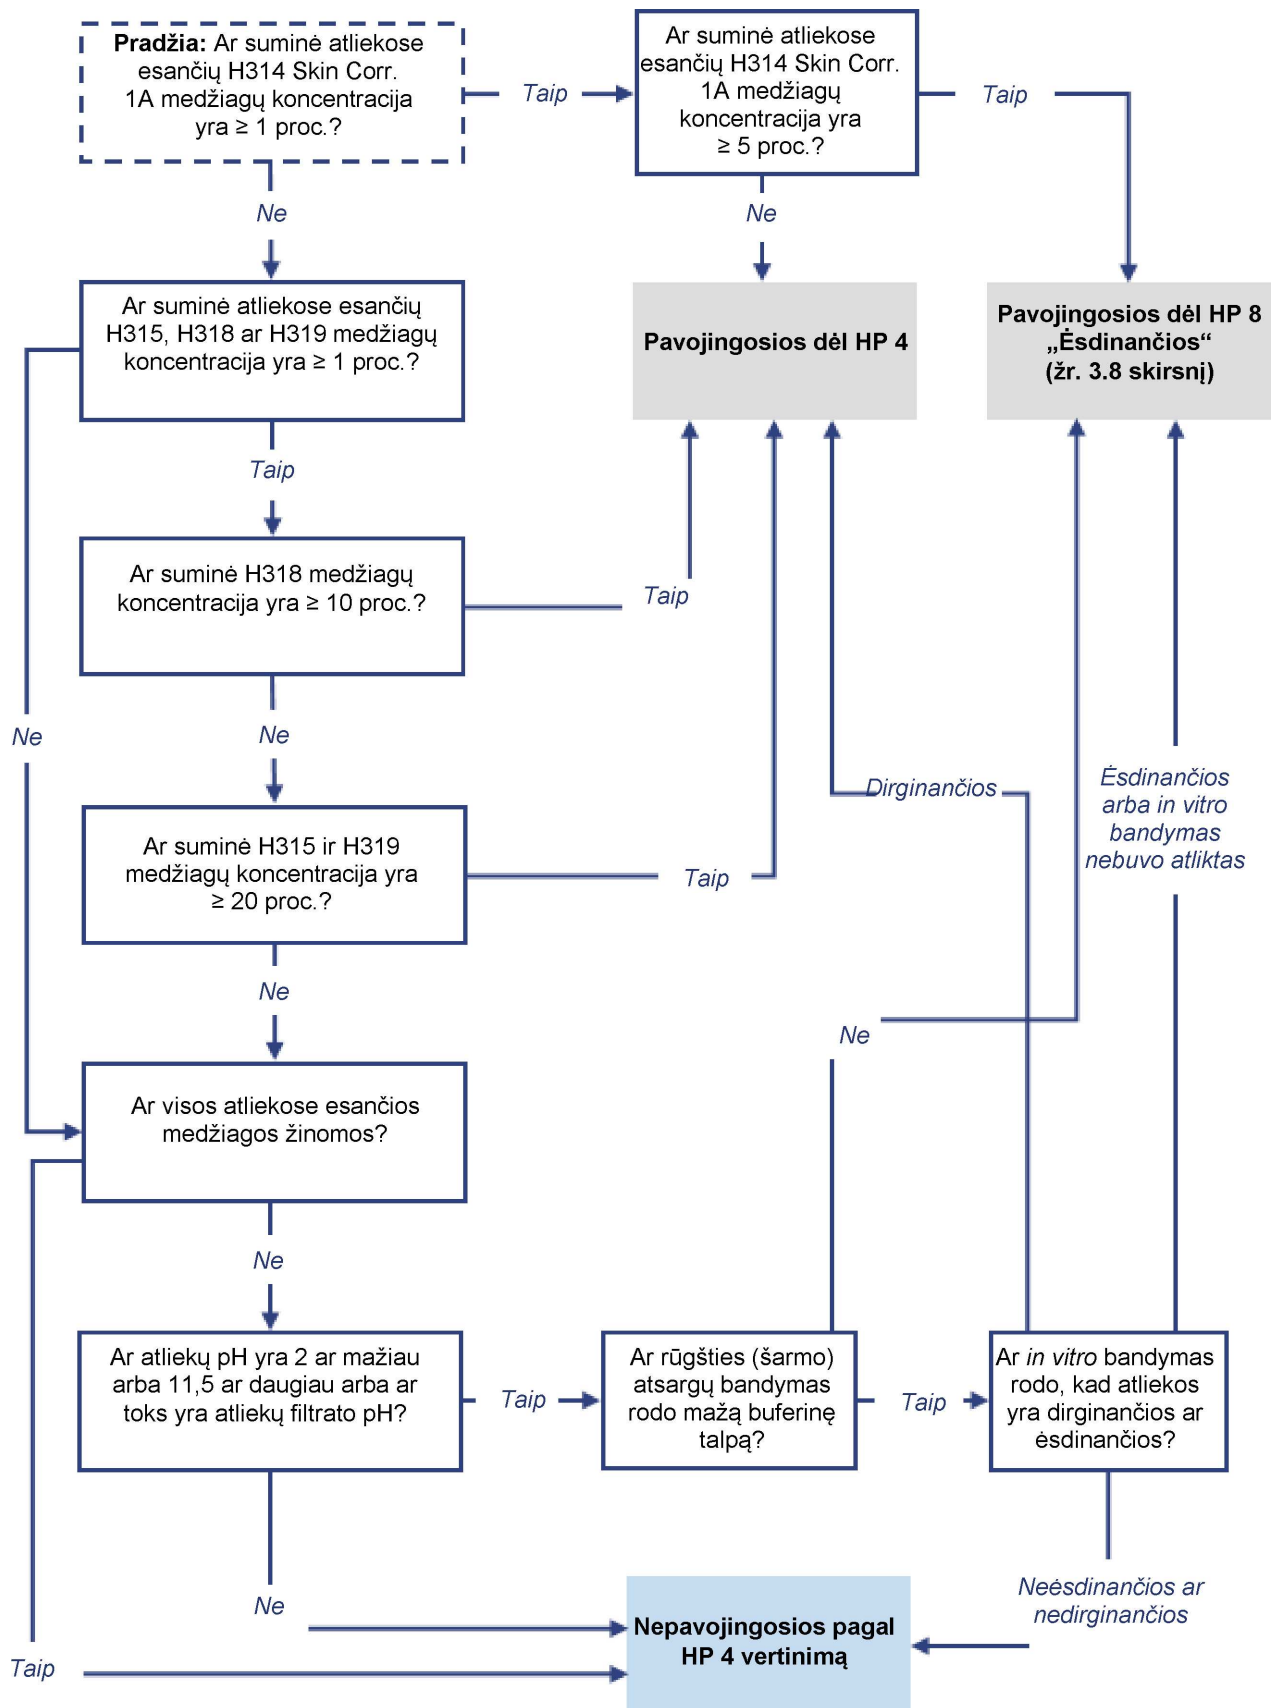 Pradžia: Ar suminė atliekose
esančių H314 Skin Corr.
1A medžiagų koncentracija
yra ≥ 1 proc.?
Taip
Ar suminė atliekose
esančių H314 Skin Corr.
1A medžiagų
koncentracija yra
≥ 5 proc.?
Taip
Ne
Ne
Ar suminė atliekose esančių
H315, H318 ar H319 medžiagų
koncentracija yra ≥ 1 proc.?
Pavojingosios dėl HP 4
Pavojingosios dėl HP 8
„Ėsdinančios“
(žr. 3.8 skirsnį)
Taip
Ar suminė H318 medžiagų
koncentracija yra ≥ 10 proc.?
Taip
Ne
Ne
Dirginančios
Ėsdinančios
arba in vitro
bandymas
nebuvo atliktas
Ar suminė H315 ir H319
medžiagų koncentracija yra
≥ 20 proc.?
Taip
Ne
Ne
Ar visos atliekose esančios
medžiagos žinomos?
Ne
Ar atliekų pH yra 2 ar mažiau
arba 11,5 ar daugiau arba ar
toks yra atliekų filtrato pH?
Taip
Ar rūgšties (šarmo)
atsargų bandymas
rodo mažą buferinę
talpą?
Taip
Ar in vitro bandymas
rodo, kad atliekos
yra dirginančios ar
ėsdinančios?
Ne
Neėsdinančios ar
nedirginančios
Nepavojingosios pagal
HP 4 vertinimą
Taip